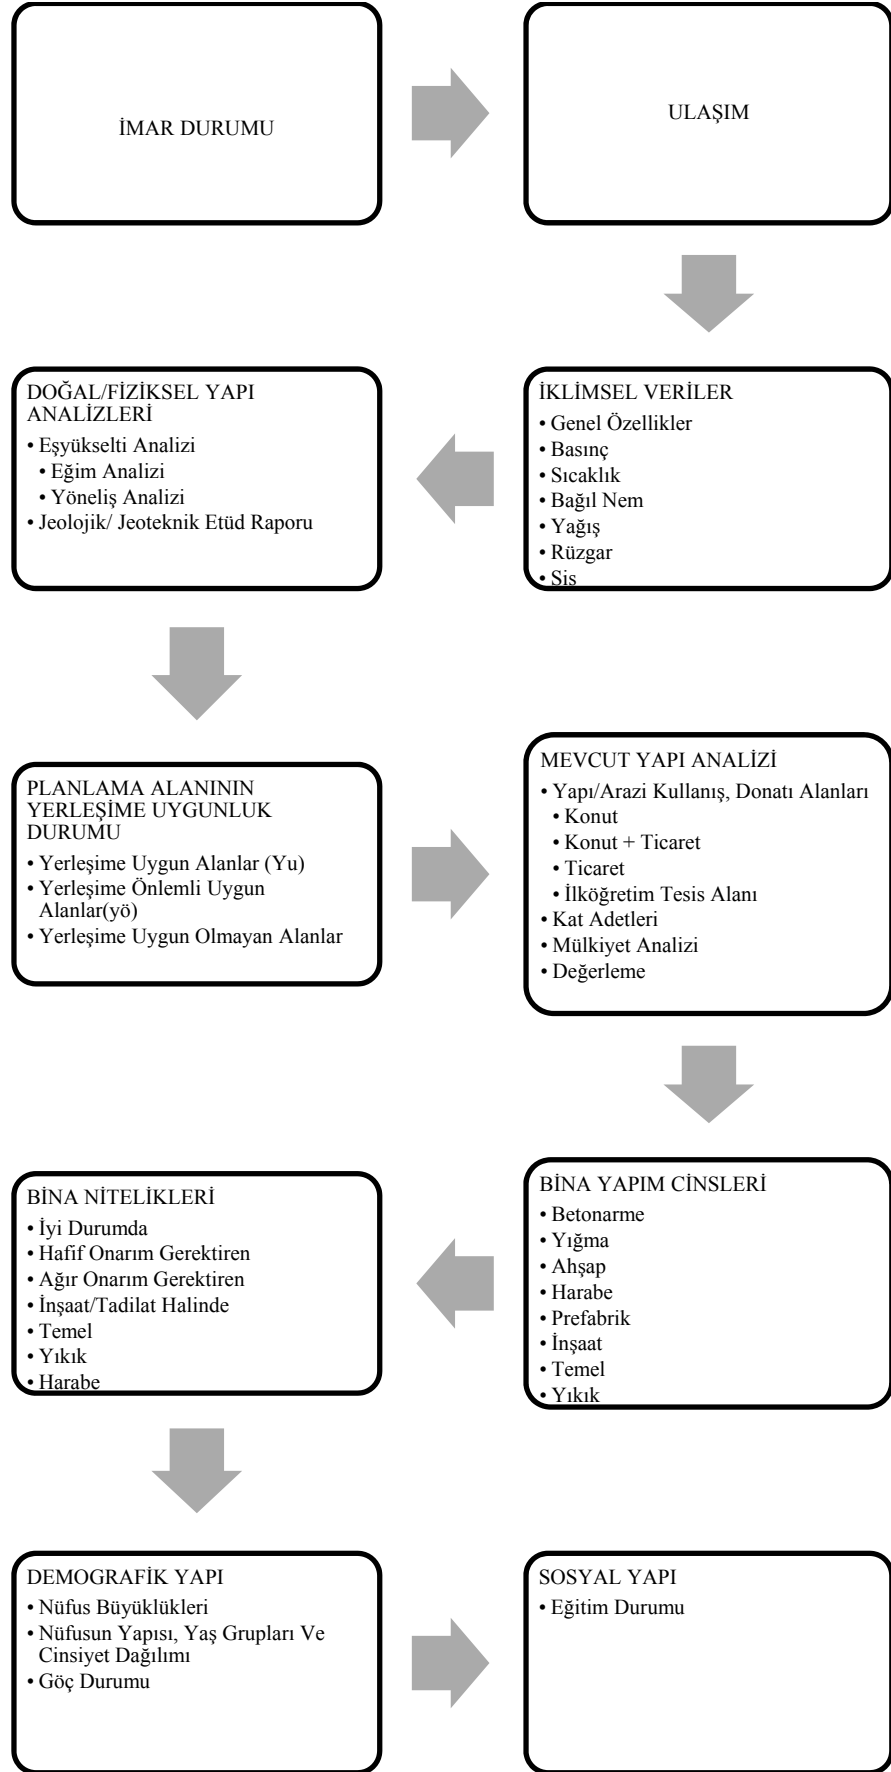 İMAR DURUMU
ULAŞIM
İKLİMSEL VERİLER
• Genel Özellikler
• Basınç
• Sıcaklık
• Bağıl Nem
• Yağış
• Rüzgar
• Sis
DOĞAL/FİZİKSEL YAPI
ANALİZLERİ
• Eşyükselti Analizi
• Eğim Analizi
• Yöneliş Analizi
• Jeolojik/ Jeoteknik Etüd Raporu
PLANLAMA ALANININ
YERLEŞİME UYGUNLUK
DURUMU
• Yerleşime Uygun Alanlar (Yu)
• Yerleşime Önlemli Uygun
Alanlar(yö)
• Yerleşime Uygun Olmayan Alanlar
MEVCUT YAPI ANALİZİ
• Yapı/Arazi Kullanış, Donatı Alanları
• Konut
• Konut + Ticaret
• Ticaret
• İlköğretim Tesis Alanı
• Kat Adetleri
• Mülkiyet Analizi
• Değerleme
BİNA YAPIM CİNSLERİ
• Betonarme
• Yığma
• Ahşap
• Harabe
• Prefabrik
• İnşaat
• Temel
• Yıkık
BİNA NİTELİKLERİ
• İyi Durumda
• Hafif Onarım Gerektiren
• Ağır Onarım Gerektiren
• İnşaat/Tadilat Halinde
• Temel
• Yıkık
• Harabe
DEMOGRAFİK YAPI
• Nüfus Büyüklükleri
• Nüfusun Yapısı, Yaş Grupları Ve
Cinsiyet Dağılımı
• Göç Durumu
SOSYAL YAPI
• Eğitim Durumu